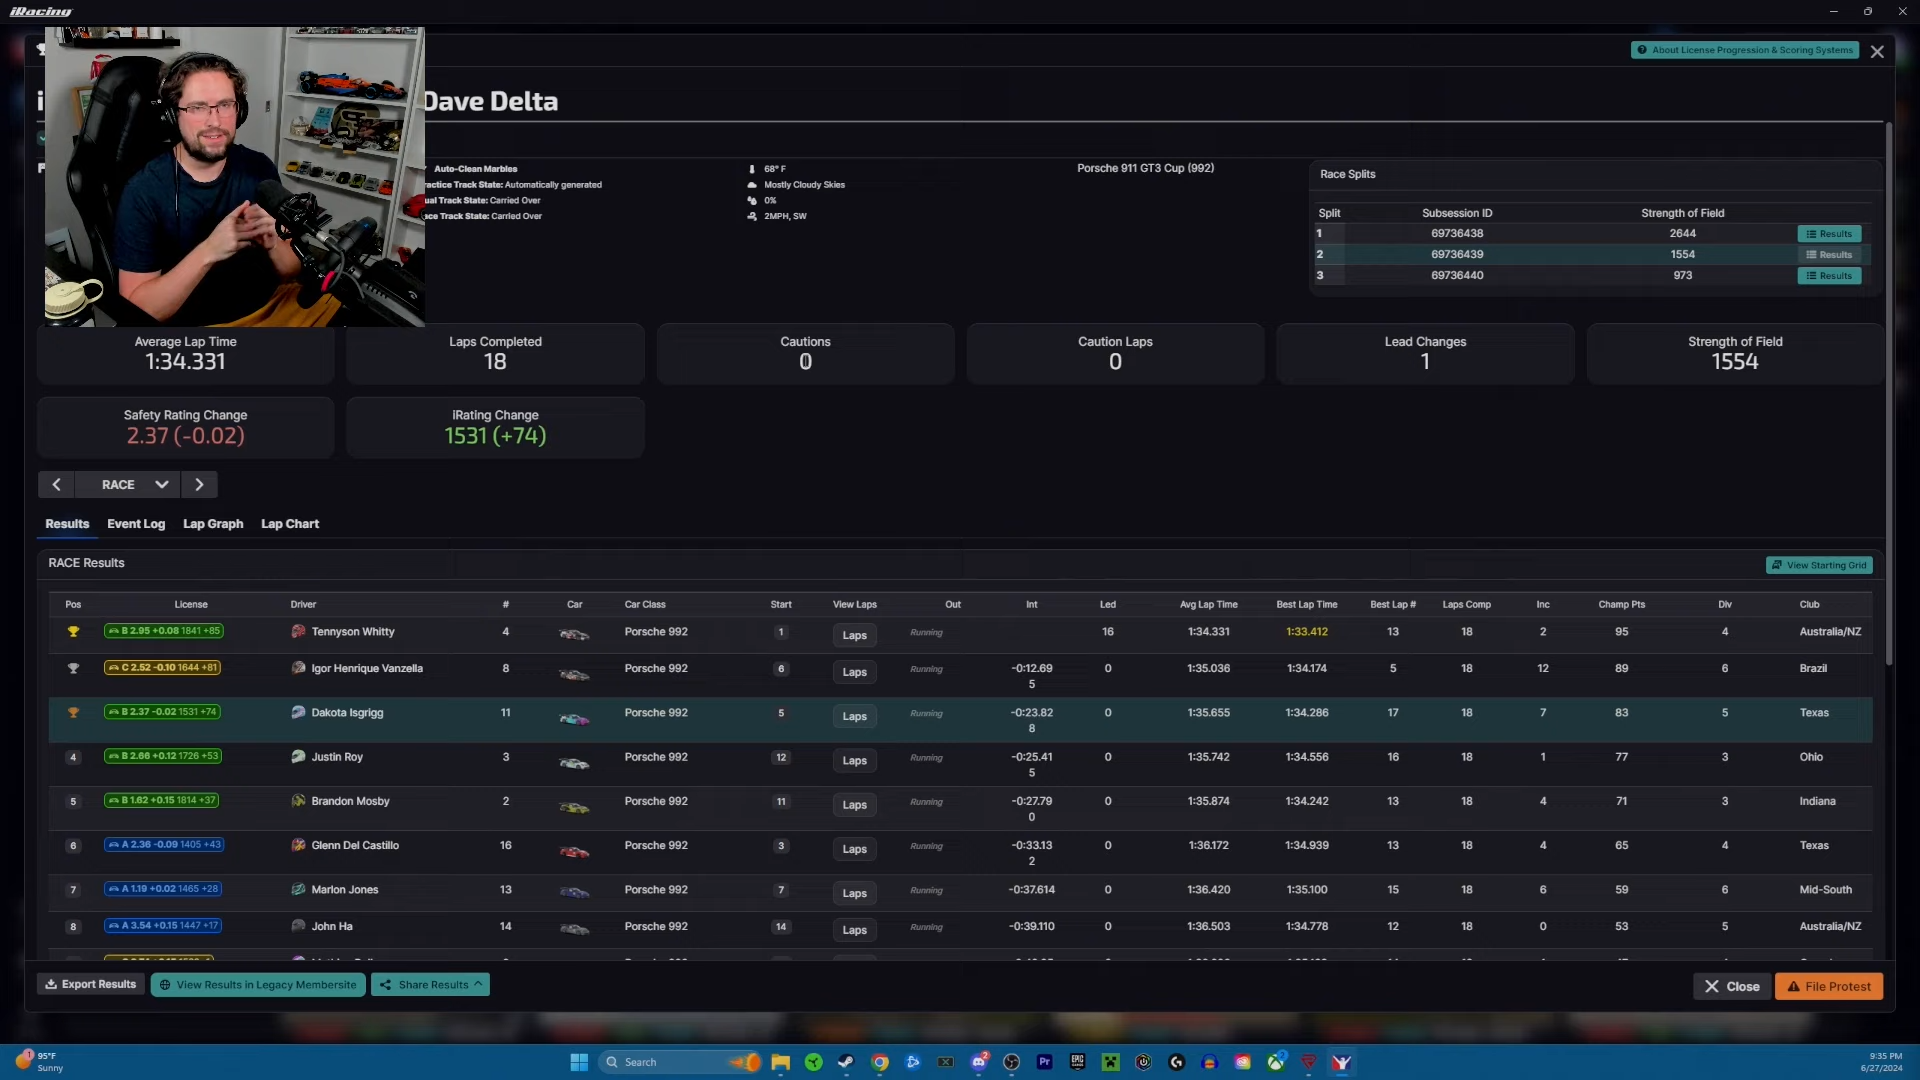 iRacing
About License Progression & Scoring Systems
Dave Delta
Auto-Clean Marbles
ractice Track State: Automatically generated
ual Track State: Carried Over
ace Track State: Carried Over
68° F
Mostly Cloudy Skies
0%
2MPH, SW
Porsche 911 GT3 Cup (992)
Race Splits
Split Subsession ID Strength of Field
1 69736438 2644 Results
2 69736439 1554 Results
3 69736440 973 Results
Average Lap Time
1:34.331
Laps Completed
18
Cautions
0
Caution Laps
0
Lead Changes
1
Strength of Field
1554
Safety Rating Change
2.37 (-0.02)
iRating Change
1531 (+74)
RACE
Results Event Log Lap Graph Lap Chart
RACE Results
View Starting Grid
Pos License Driver # Car Car Class Start View Laps Out Int Led Avg Lap Time Best Lap Time Best Lap # Laps Comp Inc Champ Pts Div Club
B 2.95 +0.08 1841 +85 Tennyson Whitty 4 Porsche 992 1 Laps Running 16 1:34.331 1:33.412 13 18 2 95 4 Australia/NZ
C 2.52 -0.10 1644 +81 Igor Henrique Vanzella 8 Porsche 992 6 Laps Running -0:12.69 0 1:35.036 1:34.174 5 18 12 89 6 Brazil
5
B 2.37 -0.02 1531 +74 Dakota Isgrigg 11 Porsche 992 5 Laps Running -0:23.82 0 1:35.655 1:34.286 17 18 7 83 5 Texas
8
4 B 2.66 +0.12 1726 +53 Justin Roy 3 Porsche 992 12 Laps Running -0:25.41 0 1:35.742 1:34.556 16 18 1 77 3 Ohio
5
5 B 1.62 +0.15 1814 +37 Brandon Mosby 2 Porsche 992 11 Laps Running -0:27.79 0 1:35.874 1:34.242 13 18 4 71 3 Indiana
0
6 A 2.36 -0.09 1405 +43 Glenn Del Castillo 16 Porsche 992 3 Laps Running -0:33.13 0 1:36.172 1:34.939 13 18 4 65 4 Texas
2
7 A 1.19 +0.02 1465 +28 Marlon Jones 13 Porsche 992 7 Laps Running -0:37.614 0 1:36.420 1:35.100 15 18 6 59 6 Mid-South
8 A 3.54 +0.15 1447 +17 John Ha 14 Porsche 992 14 Laps Running -0:39.110 0 1:36.503 1:34.778 12 18 0 53 5 Australia/NZ
Export Results View Results in Legacy Membersite Share Results
Close File Protest
1
95°F
Sunny
Search
2
Pr
EPIC
GAMES
9:35 PM
6/27/2024